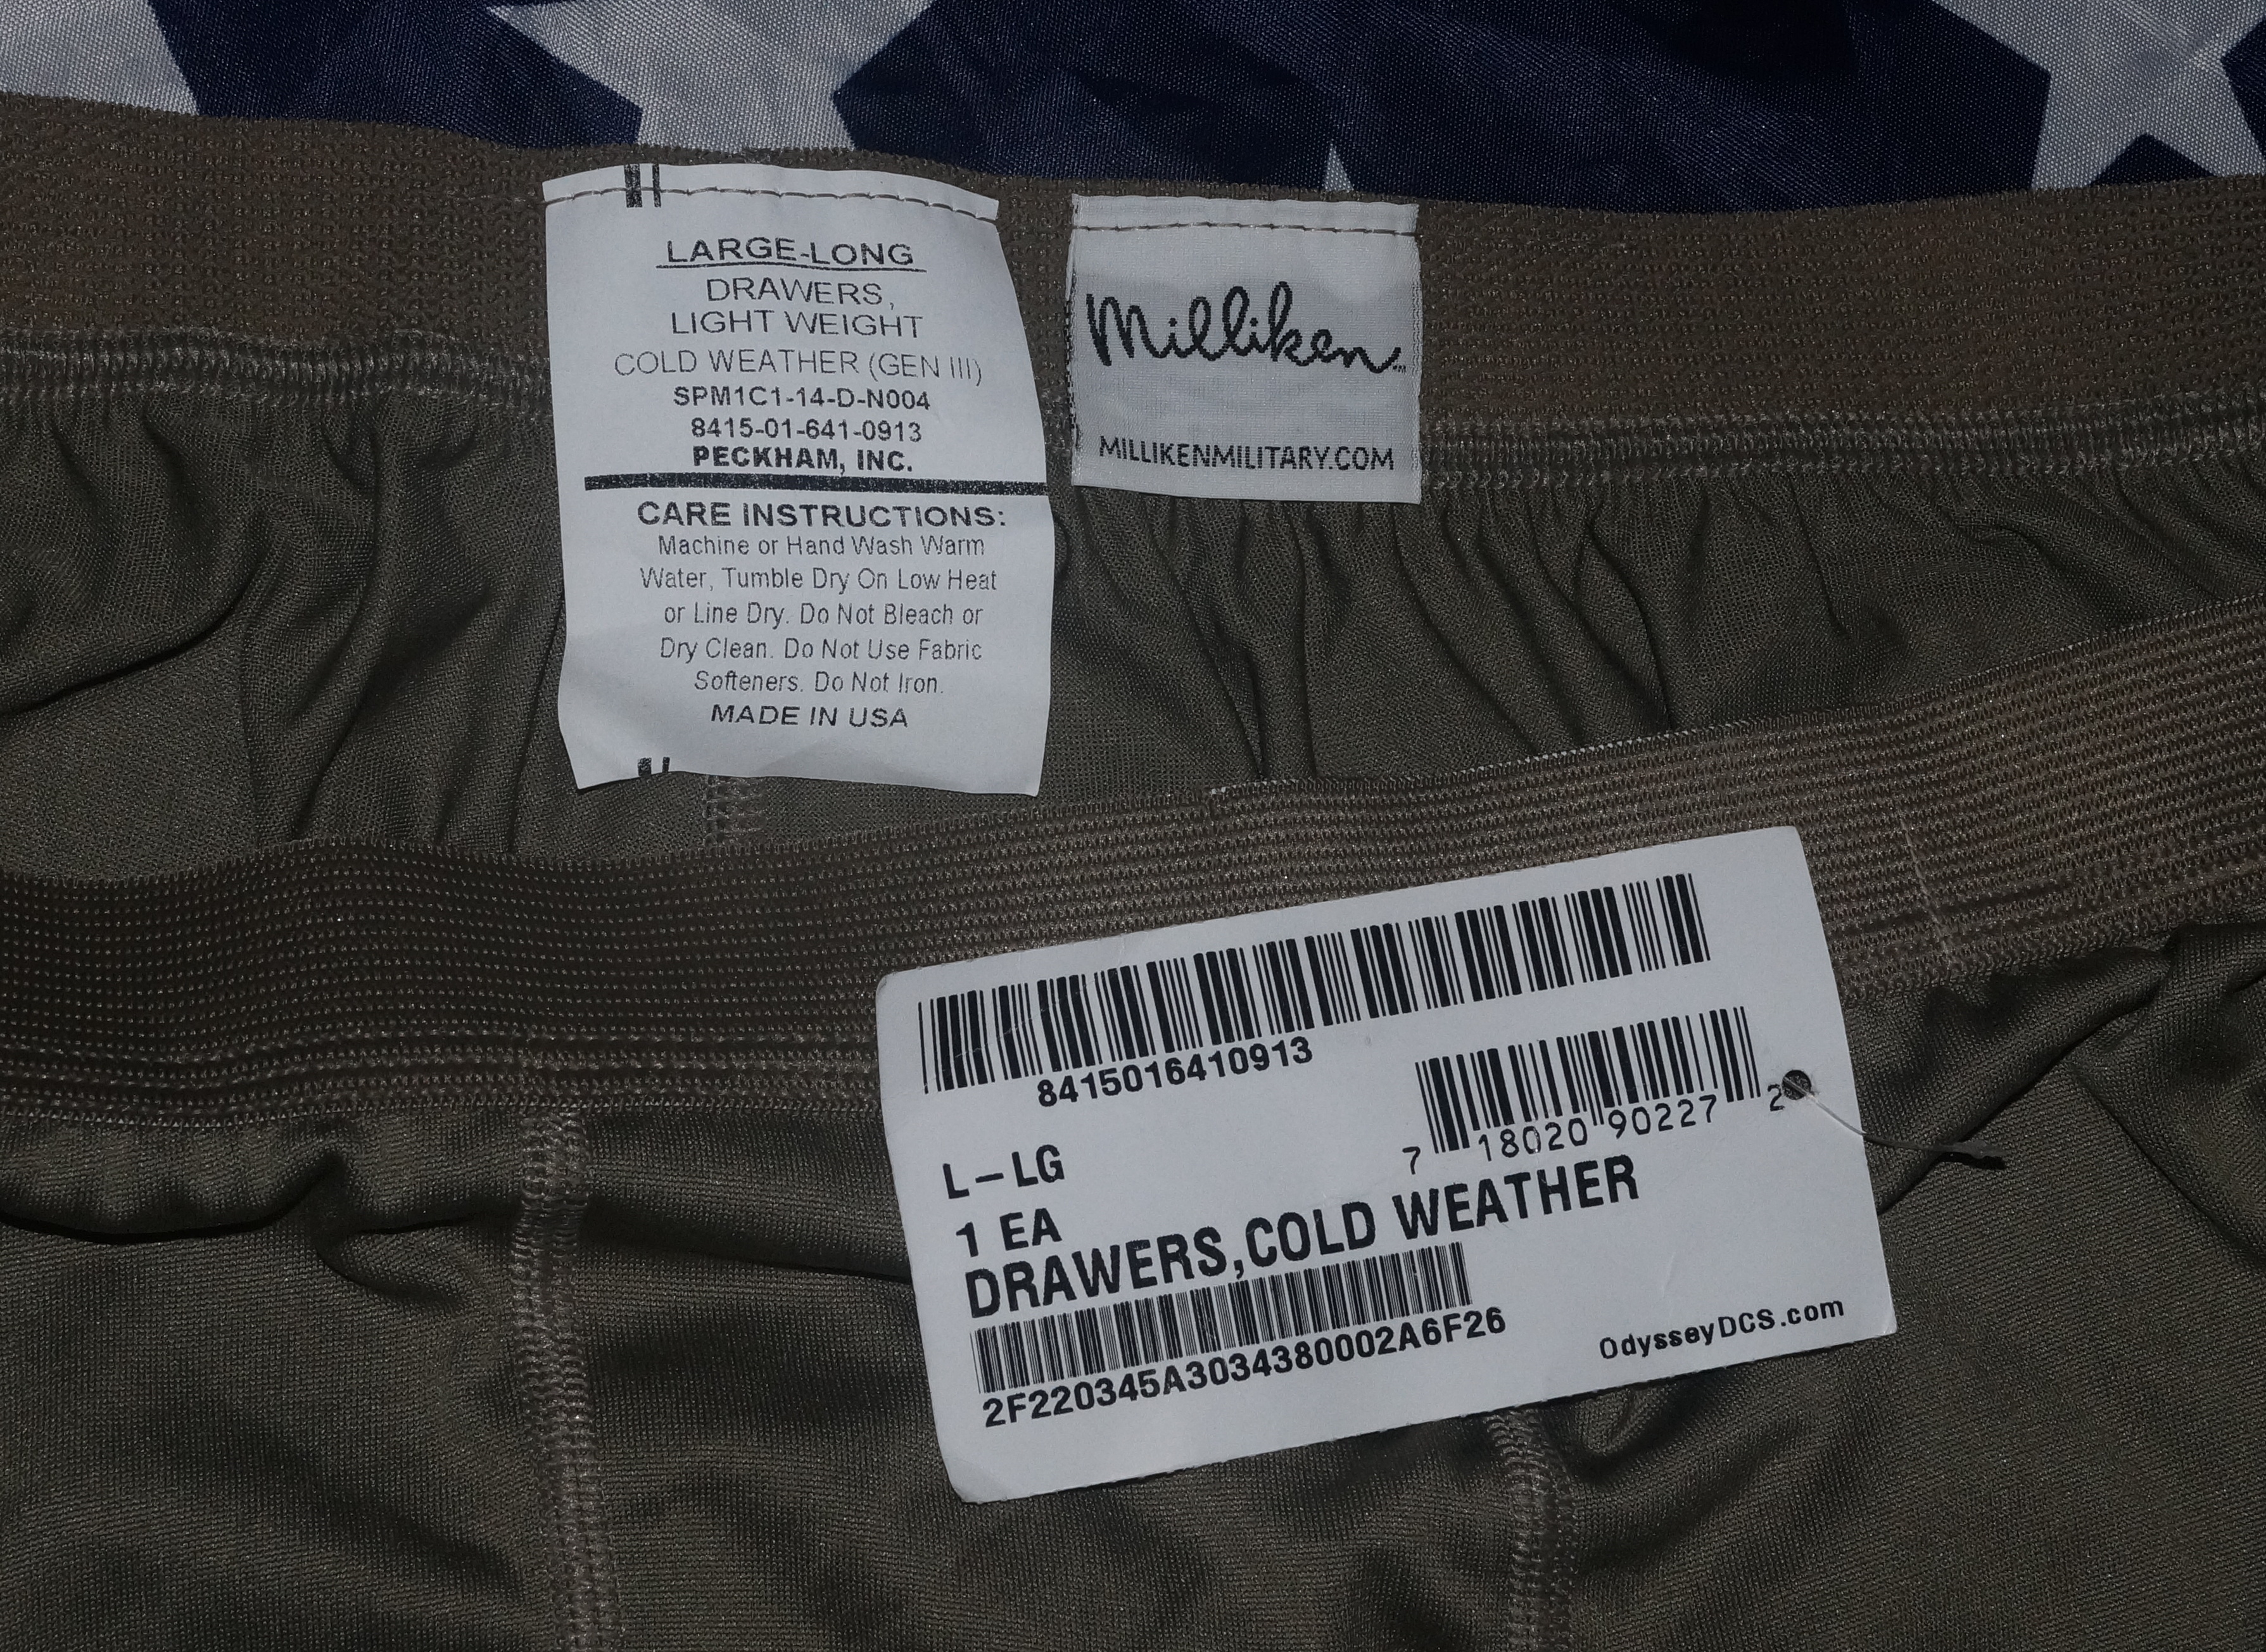 LARGE-LONG
DRAWERS,
LIGHT WEIGHT
COLD WEATHER (GEN III)
SPM1C1-14-D-N004
8415-01-641-0913
PECKHAM, INC.
CARE INSTRUCTIONS:
Machine or Hand Wash Warm
Water, Tumble Dry On Low Heat
or Line Dry. Do Not Bleach or
Dry Clean. Do Not Use Fabric
Softeners. Do Not Iron.
MADE IN USA
Milliken™
MILLIKENMILITARY.COM
8415016410913
7 18020 90227 2
L-LG
1 EA
DRAWERS,COLD WEATHER
2F220345A3034380002A6F26
OdysseyDCS.com